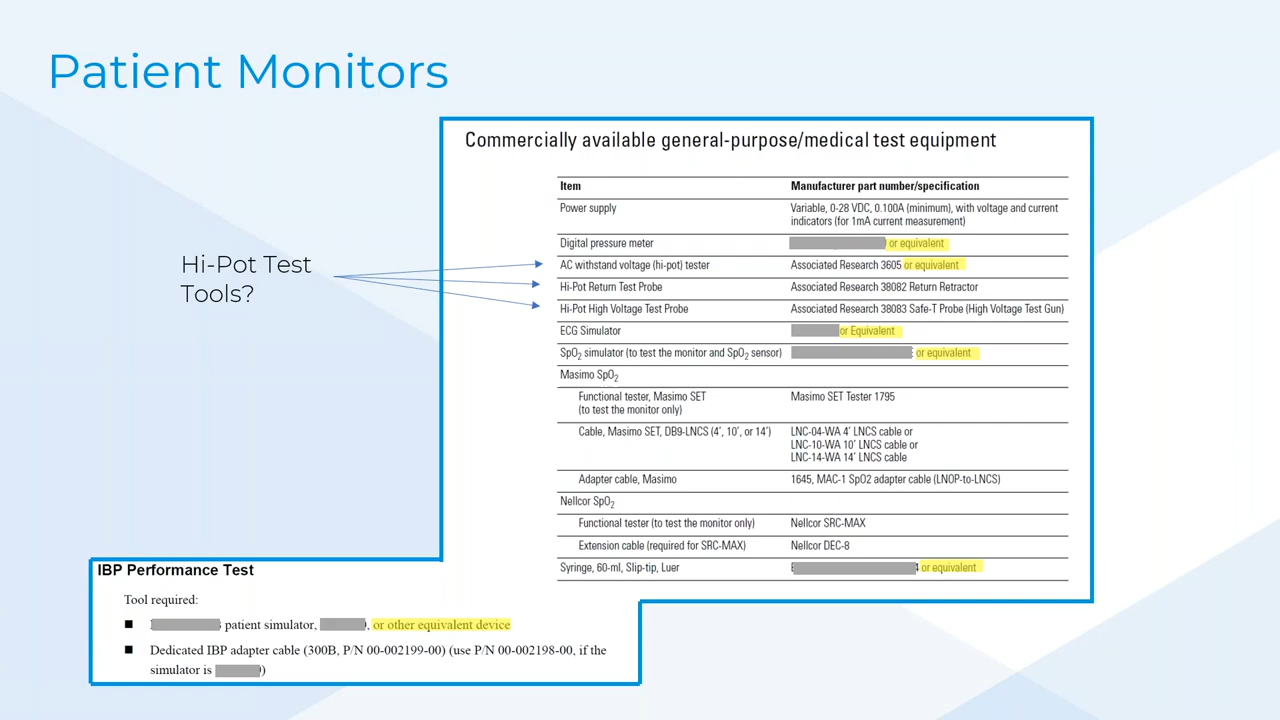 Patient Monitors
Hi-Pot Test
Tools?
Commercially available general-purpose/medical test equipment
Item Manufacturer part number/specification
Power supply Variable, 0-28 VDC, 0.100A (minimum), with voltage and current
indicators (for 1mA current measurement)
Digital pressure meter or equivalent
AC withstand voltage (hi-pot) tester Associated Research 3605 or equivalent
Hi-Pot Return Test Probe Associated Research 38082 Return Retractor
Hi-Pot High Voltage Test Probe Associated Research 38083 Safe-T Probe (High Voltage Test Gun)
ECG Simulator or Equivalent
SpO2 simulator (to test the monitor and SpO2 sensor) or equivalent
Masimo SpO2
Functional tester, Masimo SET Masimo SET Tester 1795
(to test the monitor only)
Cable, Masimo SET, DB9-LNCS (4’, 10’, or 14’) LNC-04-WA 4’ LNCS cable or
LNC-10-WA 10’ LNCS cable or
LNC-14-WA 14’ LNCS cable
Adapter cable, Masimo 1645, MAC-1 SpO2 adapter cable (LNOP-to-LNCS)
Nellcor SpO2
Functional tester (to test the monitor only) Nellcor SRC-MAX
Extension cable (required for SRC-MAX) Nellcor DEC-8
Syringe, 60-ml, Slip-tip, Luer or equivalent
IBP Performance Test
Tool required:
■ patient simulator, , or other equivalent device
■ Dedicated IBP adapter cable (300B, P/N 00-002199-00) (use P/N 00-002198-00, if the
simulator is )